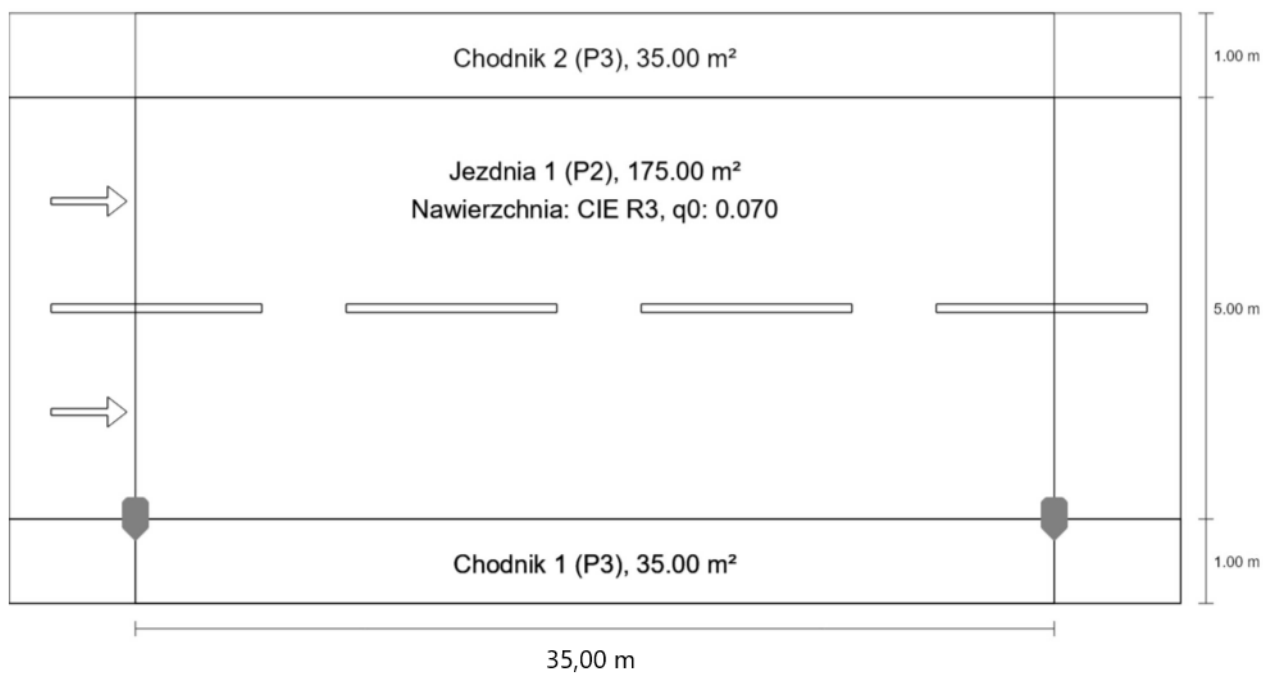 Chodnik 2 (P3), 35.00 m²
1.00 m
Jezdnia 1 (P2), 175.00 m²
Nawierzchnia: CIE R3, q0: 0.070
5.00 m
Chodnik 1 (P3), 35.00 m²
1.00 m
35,00 m